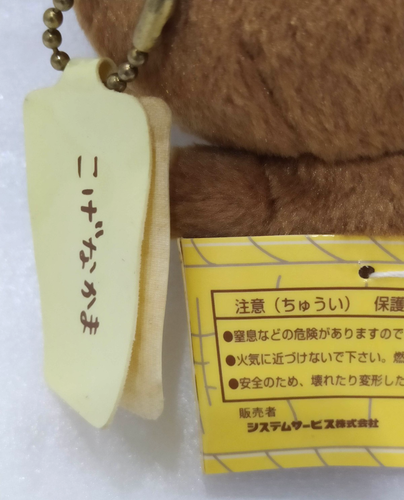 こげなかま
注意（ちゅうい）　保護
●窒息などの危険がありますので
●火気に近づけないで下さい。燃
●安全のため、壊れたり変形した
販売者
システムサービス株式会社